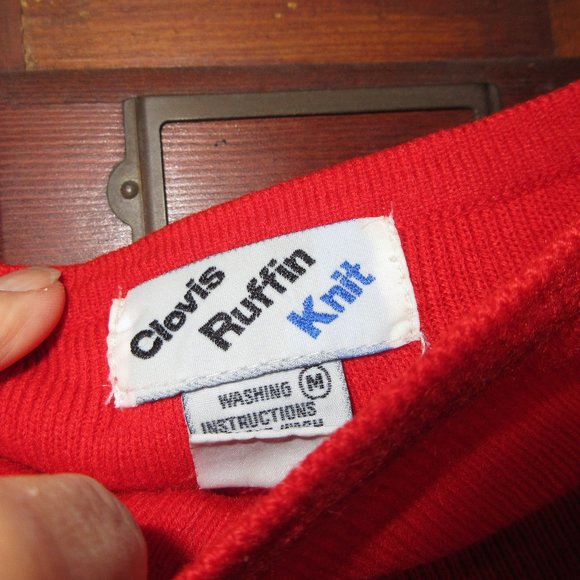 Clovis
Ruffin
Knit
WASHING M
INSTRUCTIONS